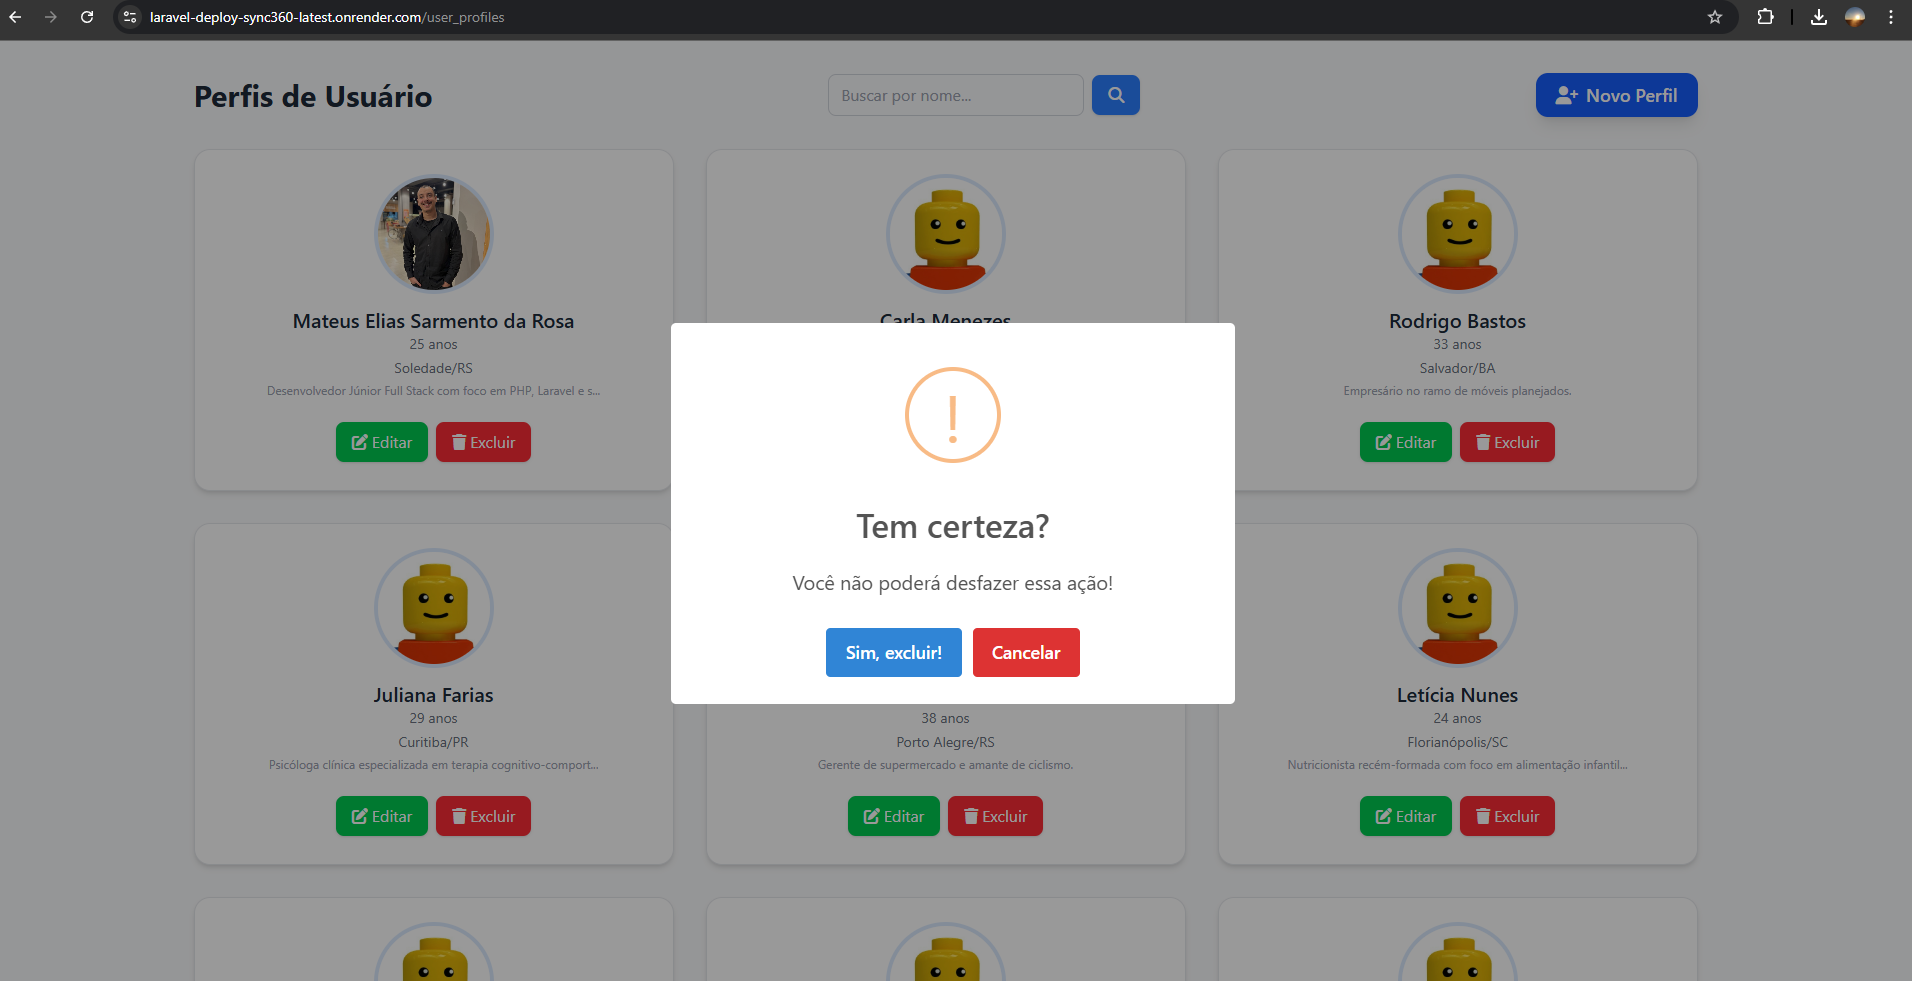 laravel-deploy-sync360-latest.onrender.com/user_profiles
Perfis de Usuário
Buscar por nome...
Novo Perfil
Mateus Elias Sarmento da Rosa
25 anos
Soledade/RS
Desenvolvedor Júnior Full Stack com foco em PHP, Laravel e s...
Editar
Excluir
Carla Menezes
Rodrigo Bastos
33 anos
Salvador/BA
Empresário no ramo de móveis planejados.
Editar
Excluir
Tem certeza?
Você não poderá desfazer essa ação!
Sim, excluir!
Cancelar
Juliana Farias
29 anos
Curitiba/PR
Psicóloga clínica especializada em terapia cognitivo-comport...
Editar
Excluir
38 anos
Porto Alegre/RS
Gerente de supermercado e amante de ciclismo.
Editar
Excluir
Letícia Nunes
24 anos
Florianópolis/SC
Nutricionista recém-formada com foco em alimentação infantil...
Editar
Excluir